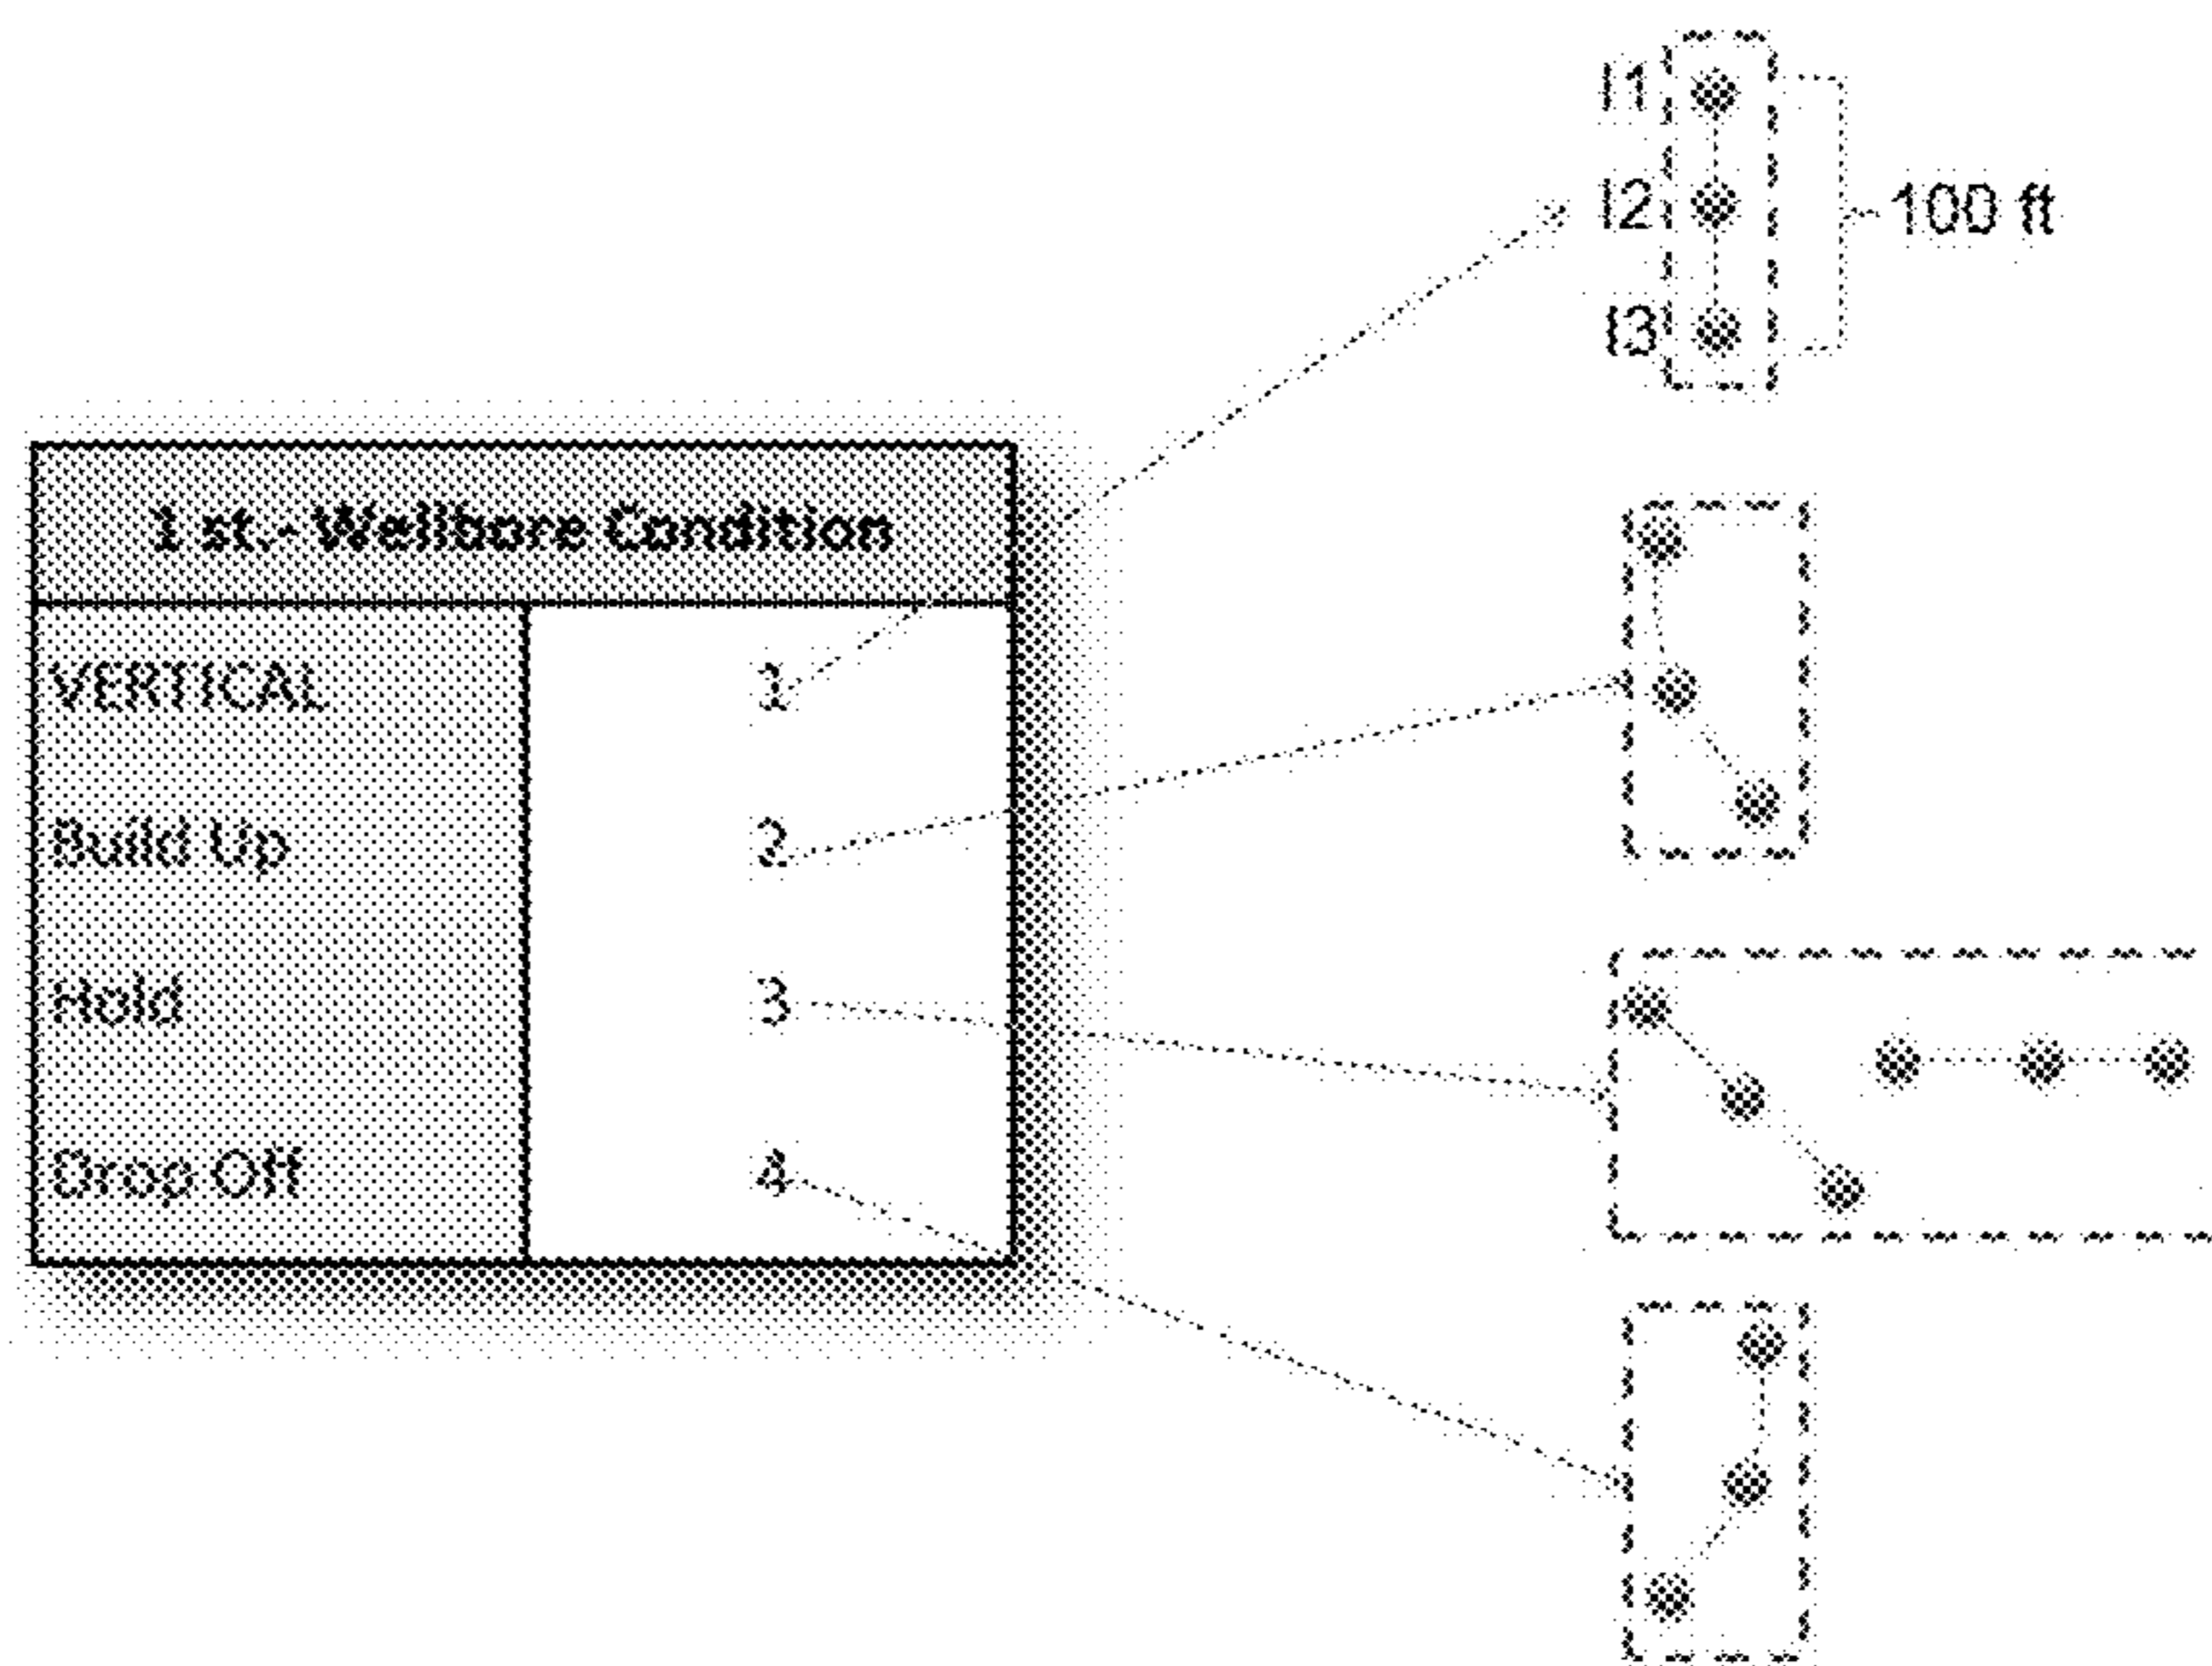 I1
I2
100 ft
I3
1 st.- Wellbore Condition
VERTICAL 1
Build Up 2
Hold 3
Drop Off 4